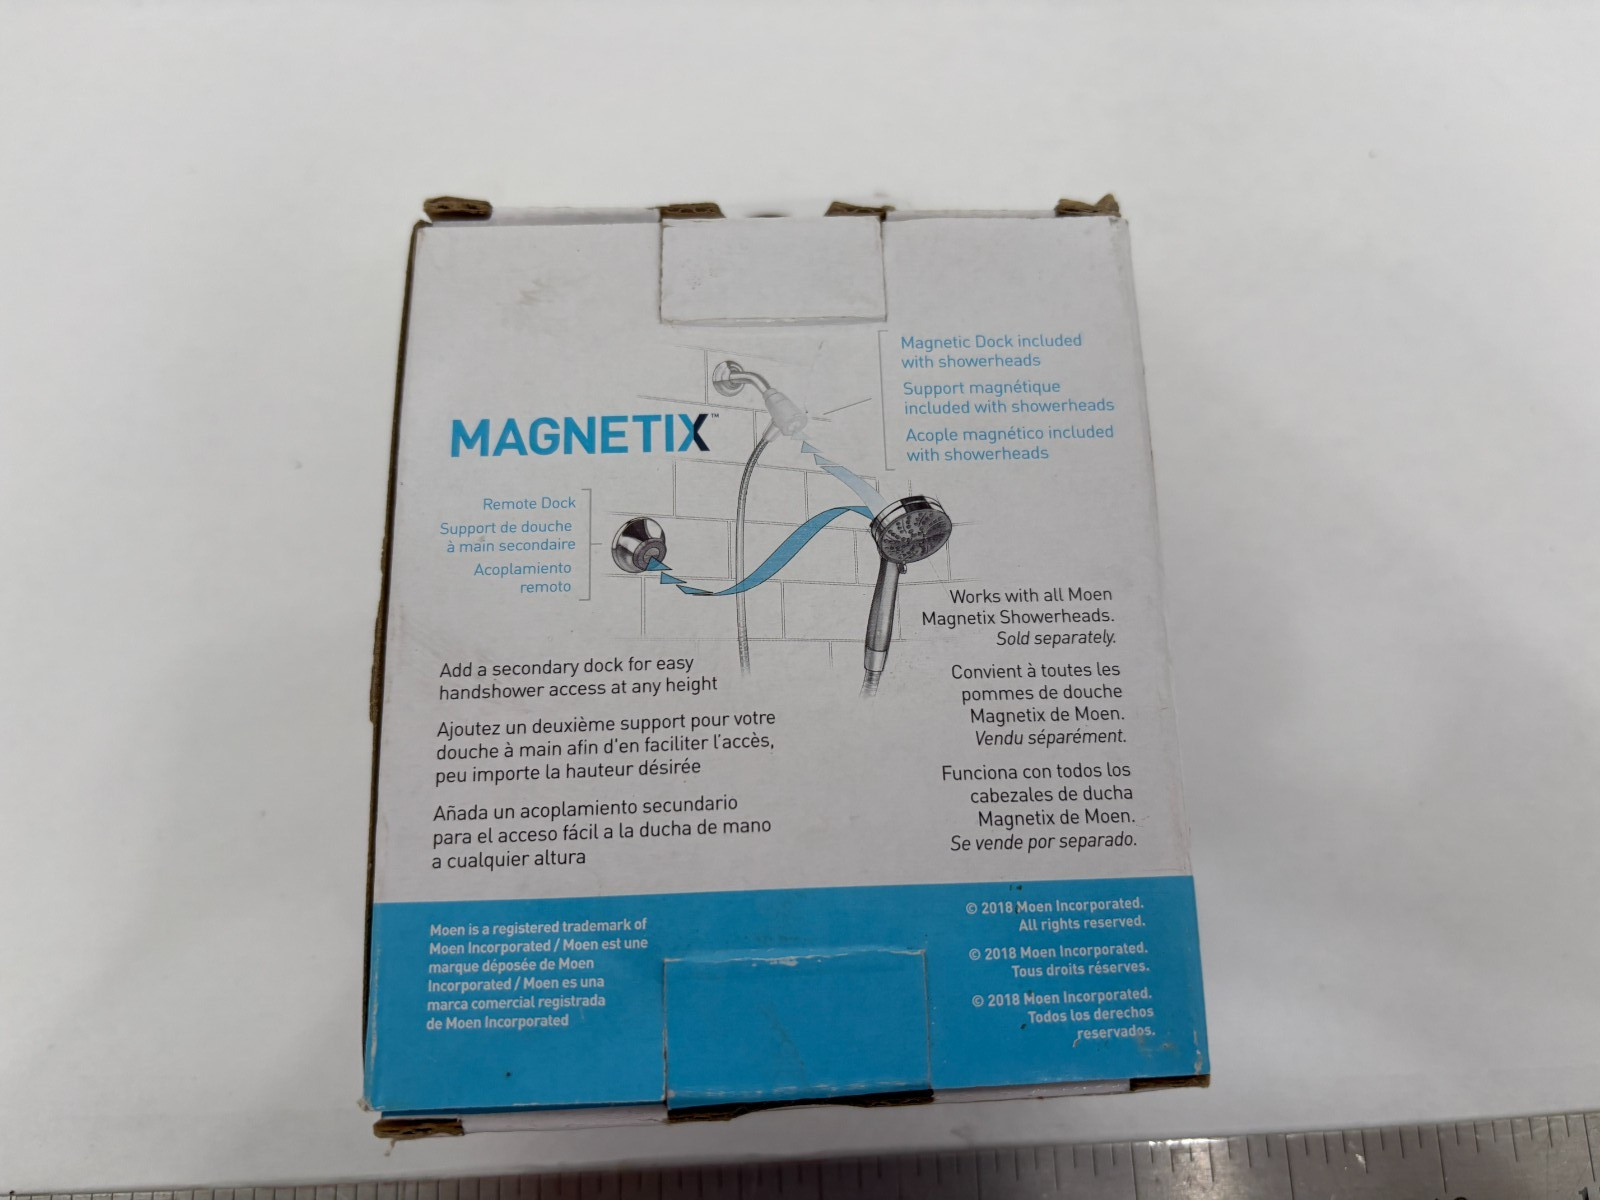 MAGNETIX™
Magnetic Dock included
with showerheads
Support magnétique
included with showerheads
Acople magnético included
with showerheads
Remote Dock
Support de douche
à main secondaire
Acoplamiento
remoto
Add a secondary dock for easy
handshower access at any height
Ajoutez un deuxième support pour votre
douche à main afin d'en faciliter l'accès,
peu importe la hauteur désirée
Añada un acoplamiento secundario
para el acceso fácil a la ducha de mano
a cualquier altura
Works with all Moen
Magnetix Showerheads.
Sold separately.
Convient à toutes les
pommes de douche
Magnetix de Moen.
Vendu séparément.
Funciona con todos los
cabezales de ducha
Magnetix de Moen.
Se vende por separado.
Moen is a registered trademark of
Moen Incorporated / Moen est une
marque déposée de Moen
Incorporated / Moen es una
marca comercial registrada
de Moen Incorporated
© 2018 Moen Incorporated.
All rights reserved.
© 2018 Moen Incorporated.
Tous droits réserves.
© 2018 Moen Incorporated.
Todos los derechos
reservados.